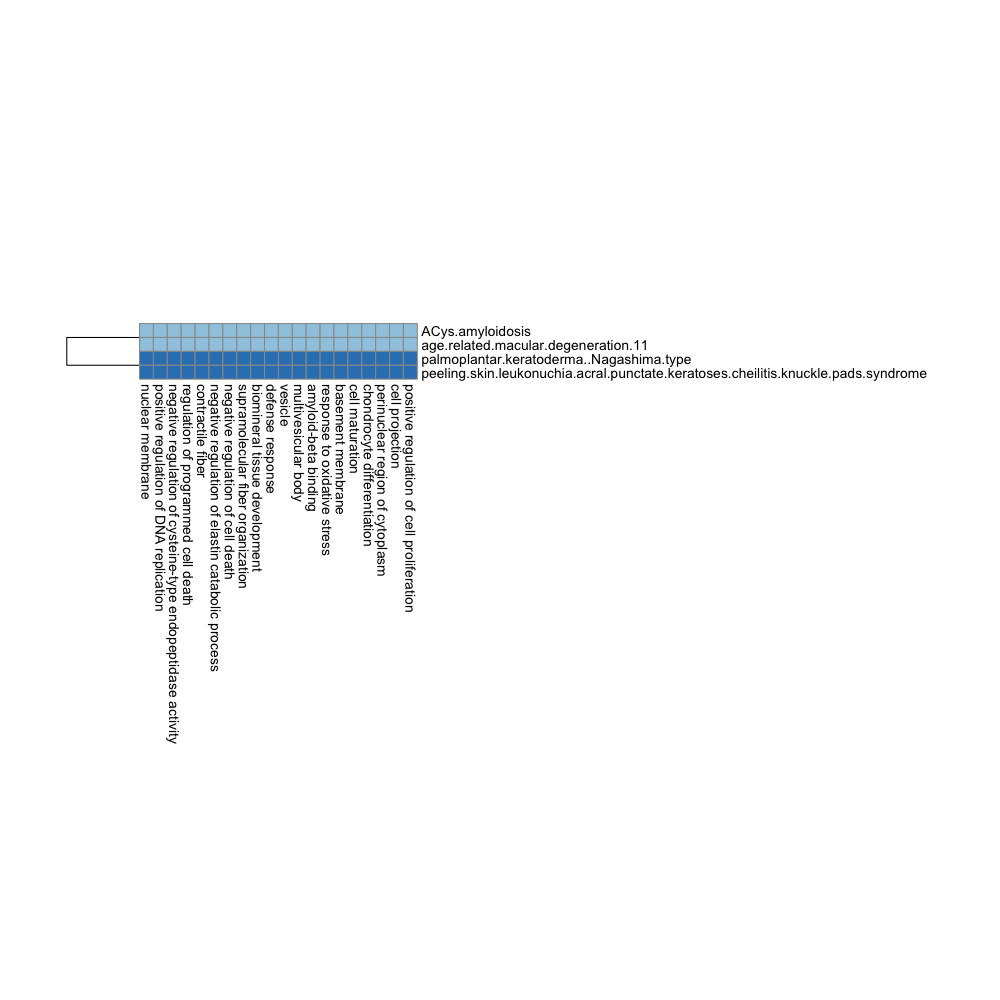 ACys.amyloidosis
age.related.macular.degeneration.11
palmoplantar.keratoderma..Nagashima.type
peeling.skin.leukonuchia.acral.punctate.keratoses.cheilitis.knuckle.pads.syndrome
nuclear membrane
positive regulation of DNA replication
negative regulation of cysteine-type endopeptidase activity
regulation of programmed cell death
contractile fiber
negative regulation of elastin catabolic process
negative regulation of cell death
supramolecular fiber organization
biomineral tissue development
defense response
vesicle
multivesicular body
amyloid-beta binding
response to oxidative stress
basement membrane
cell maturation
chondrocyte differentiation
perinuclear region of cytoplasm
cell projection
positive regulation of cell proliferation